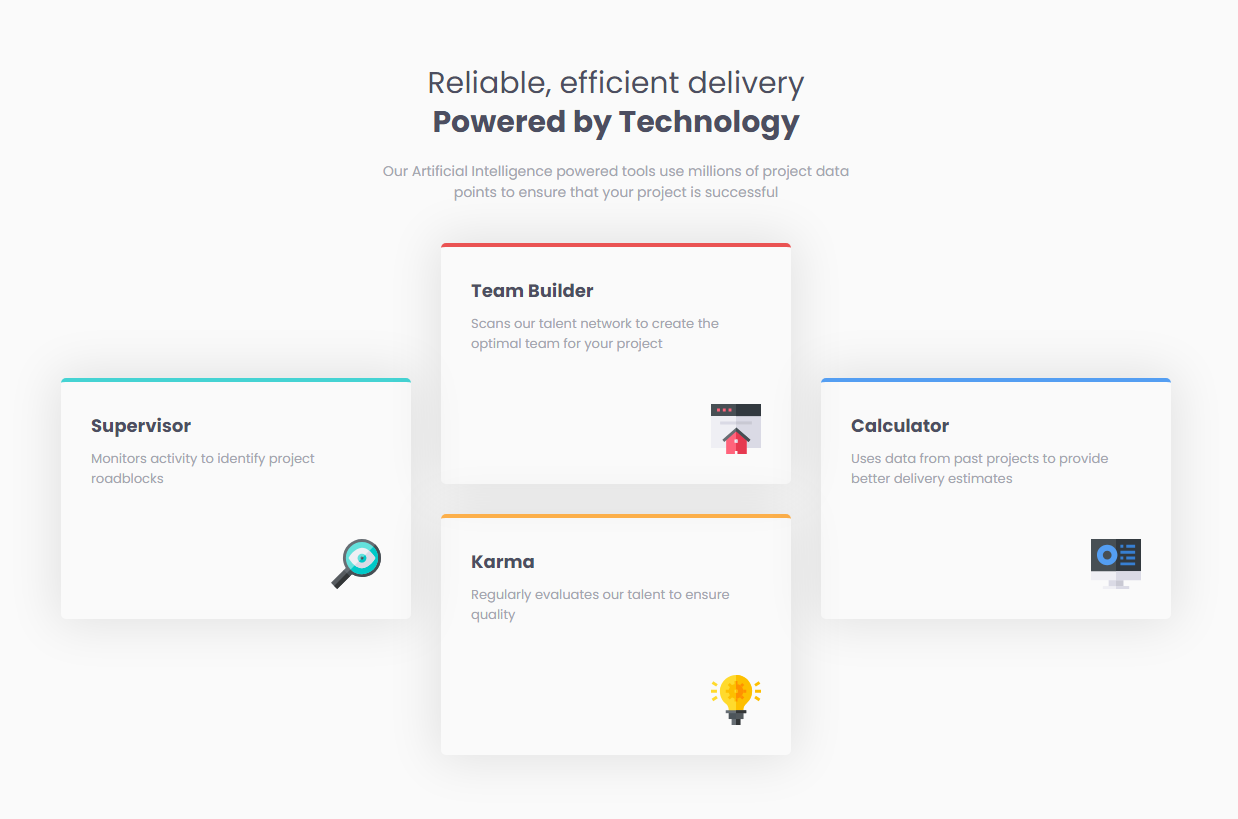 Reliable, efficient delivery
Powered by Technology
Our Artificial Intelligence powered tools use millions of project data
points to ensure that your project is successful
Team Builder
Scans our talent network to create the
optimal team for your project
Supervisor
Monitors activity to identify project
roadblocks
Calculator
Uses data from past projects to provide
better delivery estimates
Karma
Regularly evaluates our talent to ensure
quality